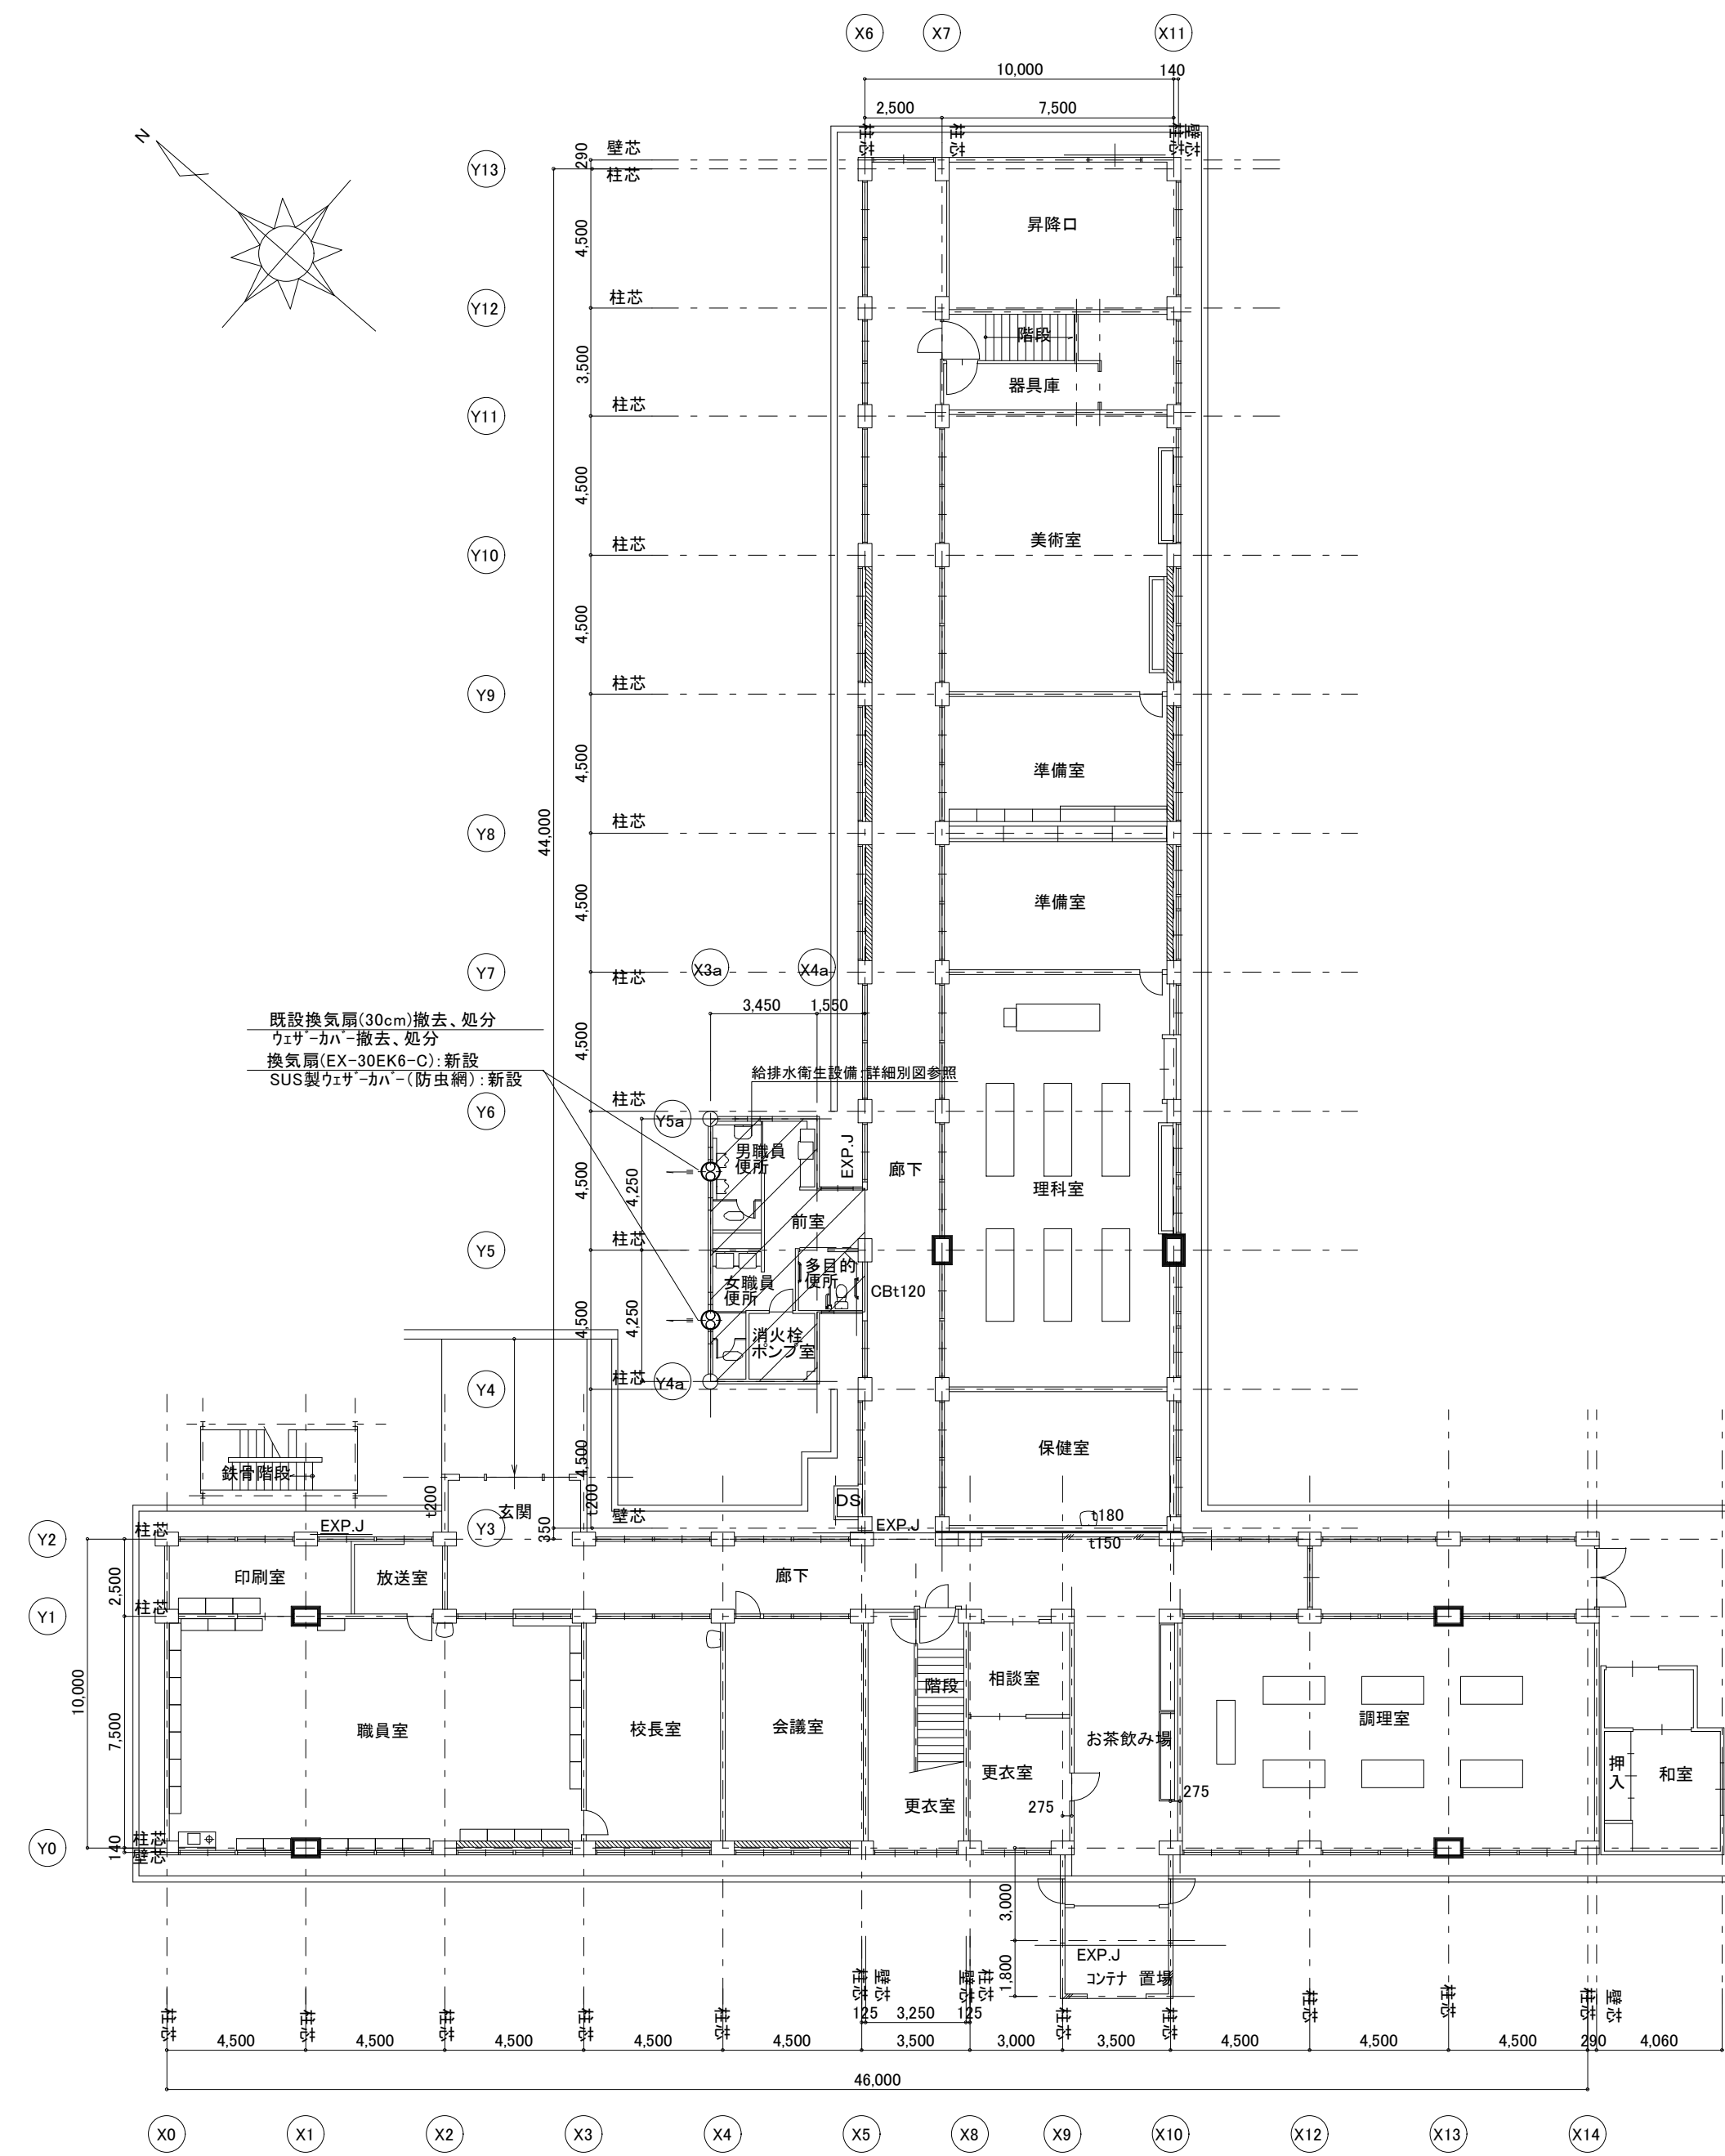 X6
X7
X11
10,000
140
2,500
7,500
柱芯
柱芯
柱芯
壁芯
N
Y13
290
壁芯
柱芯
4,500
昇降口
Y12
柱芯
3,500
階段
器具庫
Y11
柱芯
4,500
美術室
Y10
柱芯
4,500
Y9
柱芯
4,500
準備室
44,000
Y8
柱芯
4,500
準備室
Y7
柱芯
X3a
X4a
3,450
1,550
4,500
既設換気扇(30cm)撤去、処分
ウェザーカバー撤去、処分
換気扇(EX-30EK6-C):新設
SUS製ウェザーカバー(防虫網):新設
給排水衛生設備:詳細別図参照
Y6
柱芯
Y5a
男職員
便所
EXP.J
廊下
理科室
4,500
4,250
前室
Y5
柱芯
多目的
便所
女職員
便所
CBt120
4,500
4,250
消火栓
ポンプ室
Y4
柱芯
Y4a
4,500
保健室
鉄骨階段
t200
玄関
t200
壁芯
DS
Y3
350
EXP.J
EXP.J
t180
t150
Y2
柱芯
2,500
印刷室
放送室
廊下
Y1
柱芯
10,000
7,500
職員室
校長室
会議室
階段
相談室
お茶飲み場
調理室
更衣室
更衣室
275
275
押
入
和室
Y0
140
柱芯
壁芯
3,000
EXP.J
1,800
コンテナ 置場
柱芯
壁芯
壁芯
柱芯
125
3,250
125
柱芯
柱芯
柱芯
柱芯
柱芯
柱芯
柱芯
柱芯
柱芯
柱芯
壁芯
4,500
4,500
4,500
4,500
4,500
3,500
3,000
3,500
4,500
4,500
4,500
290
4,060
46,000
X0
X1
X2
X3
X4
X5
X8
X9
X10
X12
X13
X14